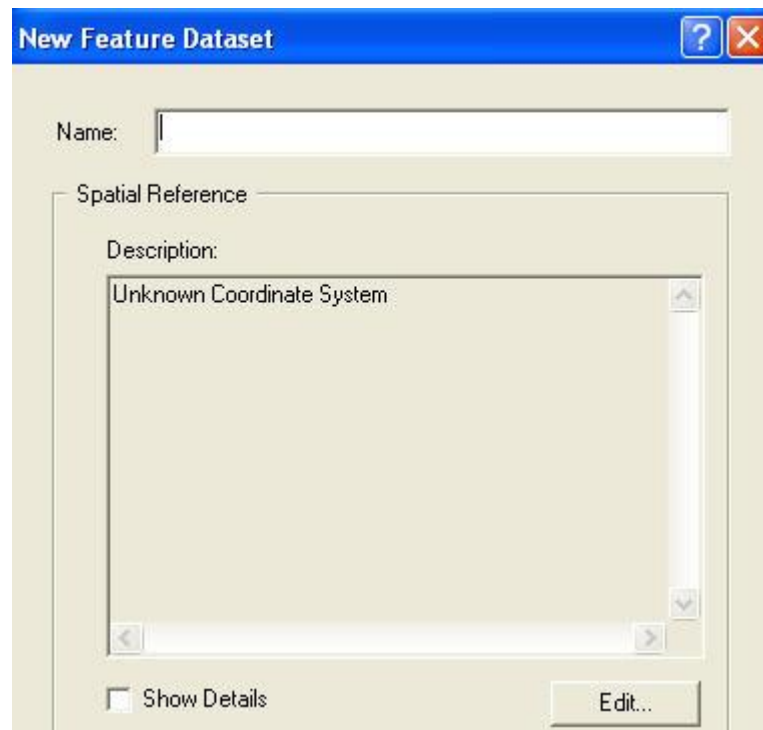 New Feature Dataset
Name:
Spatial Reference
Description:
Unknown Coordinate System
Show Details
Edit...